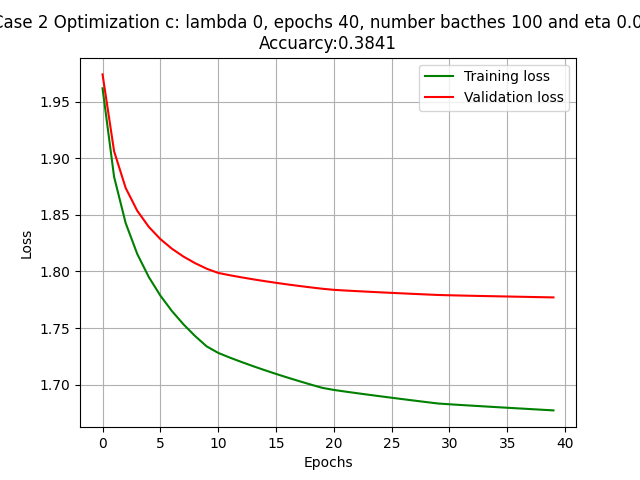 Case 2 Optimization c: lambda 0, epochs 40, number bacthes 100 and eta 0.0
Accuarcy:0.3841
Training loss
Validation loss
Loss
1.95
1.90
1.85
1.80
1.75
1.70
0 5 10 15 20 25 30 35 40
Epochs